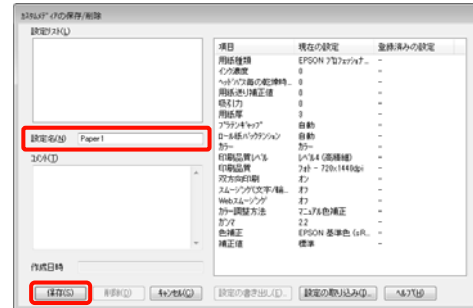 ｶｽﾀﾑﾒﾃﾞｨｱの保存/削除
設定リスト(L)
設定名(N) Paper1
コメント(T)
作成日時
項目 現在の設定 登録済みの設定
用紙種類 EPSON ﾌﾟﾛﾌｪｯｼｮﾅ... -
インク濃度 0 -
ﾍｯﾄﾞﾊﾟｽ毎の乾燥時... 0 -
用紙送り補正値 0 -
吸引力 0 -
用紙厚 0 -
ﾌﾟﾗﾃﾝｷﾞｬｯﾌﾟ 自動 -
ﾛｰﾙ紙ﾊﾞｯｸﾃﾝｼｮﾝ 自動 -
カラー カラー -
印刷品質ﾚﾍﾞﾙ ﾚﾍﾞﾙ4 (高精細) -
印刷品質 ﾌｫﾄ - 720x1440dpi -
双方向印刷 オン -
スムージング(文字/輪... オフ -
Webスムージング オフ -
カラー調整方法 マニュアル色補正 -
ガンマ 2.2 -
色補正 EPSON 基準色 (sR... -
補正値 標準 -
保存(S) 削除(D) キャンセル(C) 設定の書き出し(E)... 設定の取り込み(I)... ヘルプ(H)